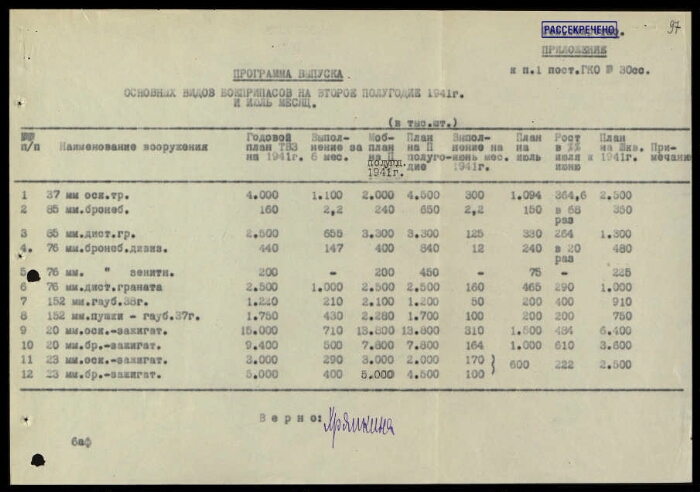 РАССЕКРЕЧЕНО
97
ПРИЛОЖЕНИЕ
к п.1 пост.ГКО № 30сс.
ПРОГРАММА ВЫПУСКА
ОСНОВНЫХ ВИДОВ БОЕПРИПАСОВ НА ВТОРОЕ ПОЛУГОДИЕ 1941г.
И ИЮЛЬ МЕСЯЦ.
(в тыс.шт.)
№№ п/п Наименование вооружения Годовой план ТВЗ на 1941г. Выполнение за 6 мес. Моб-план на П полуг. 1941г. План на П полугодие Выполнение на июнь мес. 1941г. План на июль Рост в %% июля к июню План на Шкв. 1941г. Примечание
1 37 мм оск.тр. 4.000 1.100 2.000 4.500 300 1.094 364,6 2.500
2 85 мм.бронеб. 160 2,2 240 650 2,2 150 в 68 раз 350
3 85 мм.дист.гр. 2.500 655 3.300 3.300 125 330 264 1.300
4. 76 мм.бронеб.дивиз. 440 147 400 840 12 240 в 20 раз 480
5 76 мм. " зенитн. 200 - 200 450 - 75 - 225
6 76 мм.дист.граната 2.500 1.000 2.500 2.500 160 465 290 1.000
7 152 мм.гауб.38г. 1.220 210 2.100 1.200 50 200 400 910
8 152 мм.пушки - гауб.37г. 1.750 430 2.280 1.700 100 200 200 750
9 20 мм.оск.-зажигат. 15.000 710 13.800 13.800 310 1.500 484 6.400
10 20 мм.бр.-зажигат. 9.400 500 7.800 7.800 164 1.000 610 3.600
11 23 мм.оск.-зажигат. 3.000 290 3.000 2.000 170 600 222 2.500
12 23 мм.бр.-зажигат. 5.000 400 5.000 4.500 100
Верно: Хряпкина
6аф